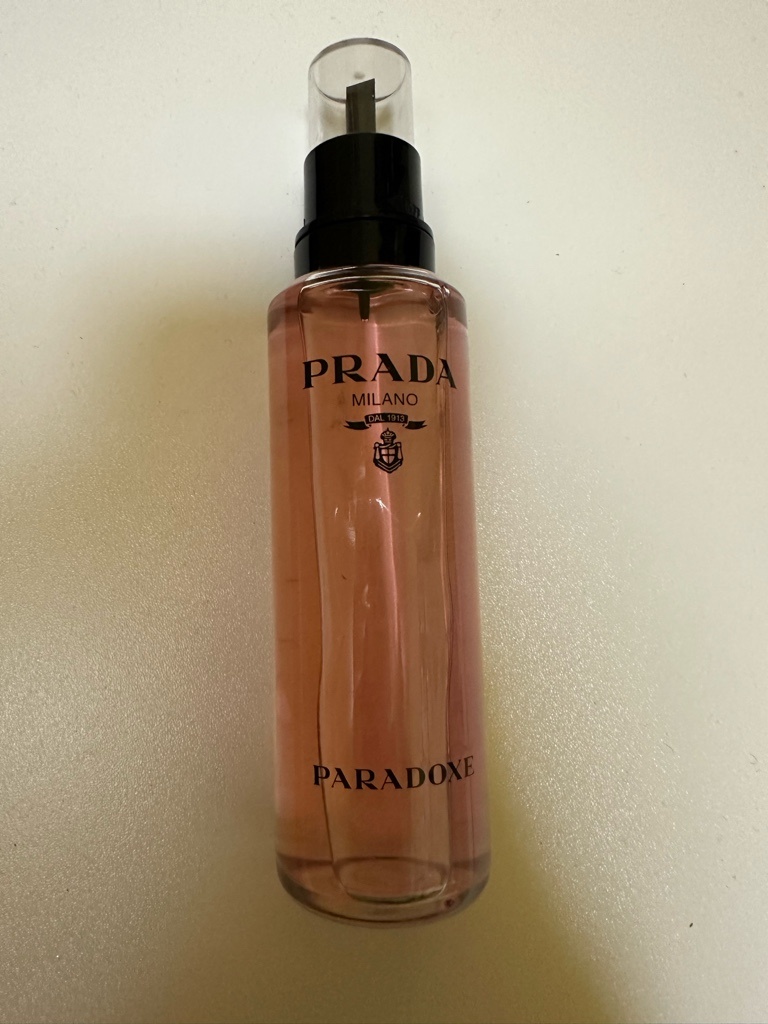 PRADA
MILANO
DAL 1913
PARADOXE